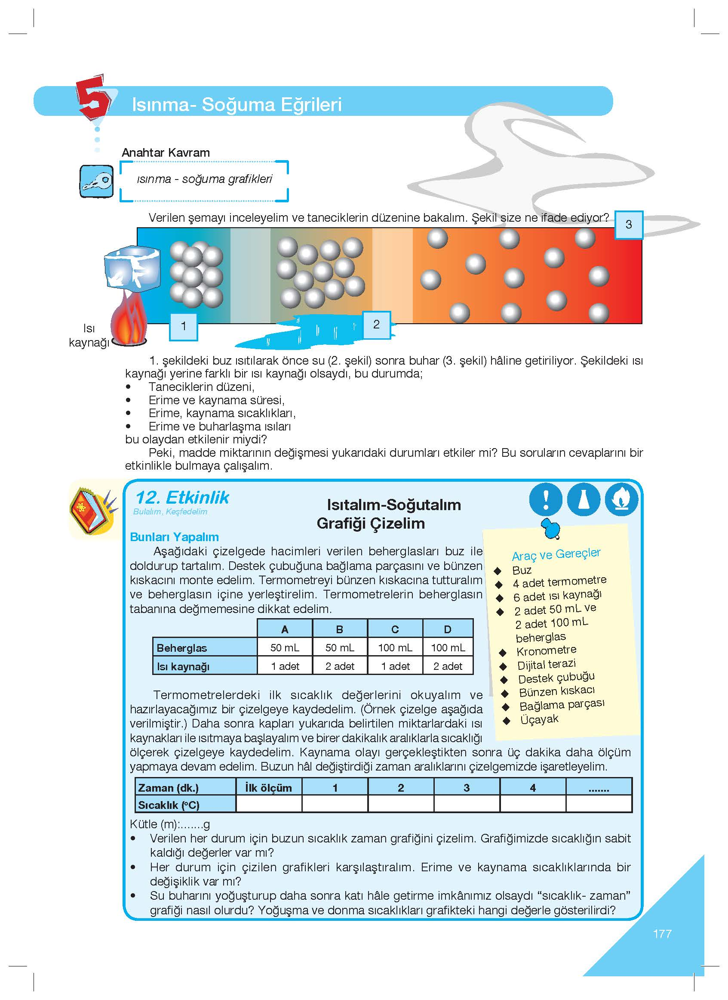 5
Isınma- Soğuma Eğrileri
Anahtar Kavram
ısınma - soğuma grafikleri
Verilen şemayı inceleyelim ve taneciklerin düzenine bakalım. Şekil size ne ifade ediyor?
3
1
2
Isı
kaynağı
1. şekildeki buz ısıtılarak önce su (2. şekil) sonra buhar (3. şekil) hâline getiriliyor. Şekildeki ısı
kaynağı yerine farklı bir ısı kaynağı olsaydı, bu durumda;
• Taneciklerin düzeni,
• Erime ve kaynama süresi,
• Erime, kaynama sıcaklıkları,
• Erime ve buharlaşma ısıları
bu olaydan etkilenir miydi?
Peki, madde miktarının değişmesi yukarıdaki durumları etkiler mi? Bu soruların cevaplarını bir
etkinlikle bulmaya çalışalım.
12. Etkinlik
Bulalım, Keşfedelim
Isıtalım-Soğutalım
Grafiği Çizelim
Bunları Yapalım
Aşağıdaki çizelgede hacimleri verilen beherglasları buz ile
doldurup tartalım. Destek çubuğuna bağlama parçasını ve bünzen
kıskacını monte edelim. Termometreyi bünzen kıskacına tutturalım
ve beherglasın içine yerleştirelim. Termometrelerin beherglasın
tabanına değmemesine dikkat edelim.
A B C D
Beherglas 50 mL 50 mL 100 mL 100 mL
Isı kaynağı 1 adet 2 adet 1 adet 2 adet
Araç ve Gereçler
◆ Buz
◆ 4 adet termometre
◆ 6 adet ısı kaynağı
◆ 2 adet 50 mL ve
2 adet 100 mL
beherglas
◆ Kronometre
◆ Dijital terazi
◆ Destek çubuğu
◆ Bünzen kıskacı
◆ Bağlama parçası
◆ Üçayak
Termometrelerdeki ilk sıcaklık değerlerini okuyalım ve
hazırlayacağımız bir çizelgeye kaydedelim. (Örnek çizelge aşağıda
verilmiştir.) Daha sonra kapları yukarıda belirtilen miktarlardaki ısı
kaynakları ile ısıtmaya başlayalım ve birer dakikalık aralıklarla sıcaklığı
ölçerek çizelgeye kaydedelim. Kaynama olayı gerçekleştikten sonra üç dakika daha ölçüm
yapmaya devam edelim. Buzun hâl değiştirdiği zaman aralıklarını çizelgemizde işaretleyelim.
Zaman (dk.) İlk ölçüm 1 2 3 4 .......
Sıcaklık (°C)
Kütle (m):.......g
• Verilen her durum için buzun sıcaklık zaman grafiğini çizelim. Grafiğimizde sıcaklığın sabit
kaldığı değerler var mı?
• Her durum için çizilen grafikleri karşılaştıralım. Erime ve kaynama sıcaklıklarında bir
değişiklik var mı?
• Su buharını yoğuşturup daha sonra katı hâle getirme imkânımız olsaydı “sıcaklık- zaman”
grafiği nasıl olurdu? Yoğuşma ve donma sıcaklıkları grafikteki hangi değerle gösterilirdi?
177